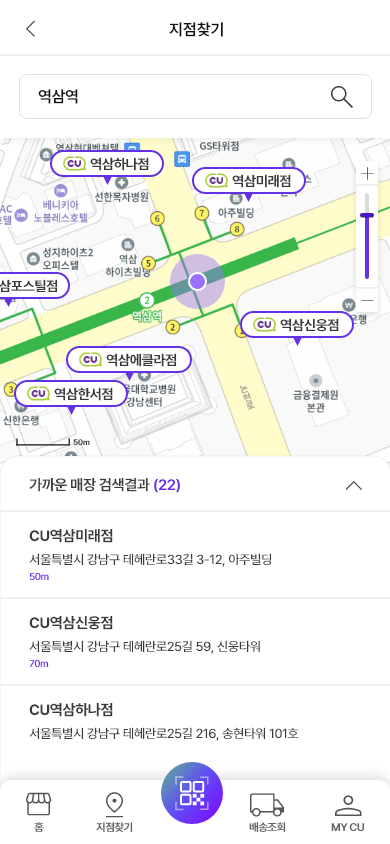 지점찾기
역삼역
역삼현대벤처텔
GS타워점
CU 역삼하나점
CU 역삼미래점
신한목자병원
베니키아
노블레스호텔
아주빌딩
6
7
8
성지하이츠2
오피스텔
역삼
하이츠빌딩
5
삼포스틸점
2
역삼역
2
CU 역삼신웅점
은행
CU 역삼에클라점
3
CU 역삼한서점
대학교병원
강남센터
금융결제원
본관
신한은행
50m
가까운 매장 검색결과 (22)
CU역삼미래점
서울특별시 강남구 테헤란로33길 3-12, 아주빌딩
50m
CU역삼신웅점
서울특별시 강남구 테헤란로25길 59, 신웅타워
70m
CU역삼하나점
서울특별시 강남구 테헤란로25길 216, 송현타워 101호
홈
지점찾기
배송조회
MY CU